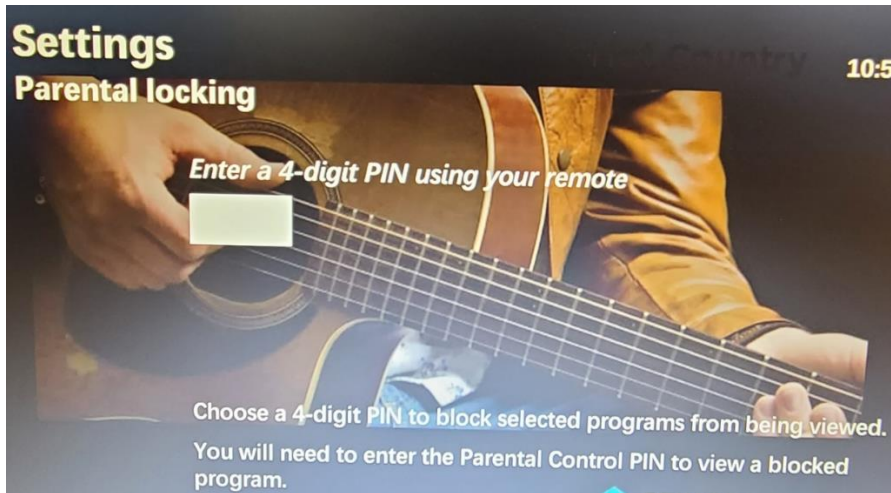 Settings
Parental locking
10:5
Enter a 4-digit PIN using your remote
Choose a 4-digit PIN to block selected programs from being viewed.
You will need to enter the Parental Control PIN to view a blocked
program.